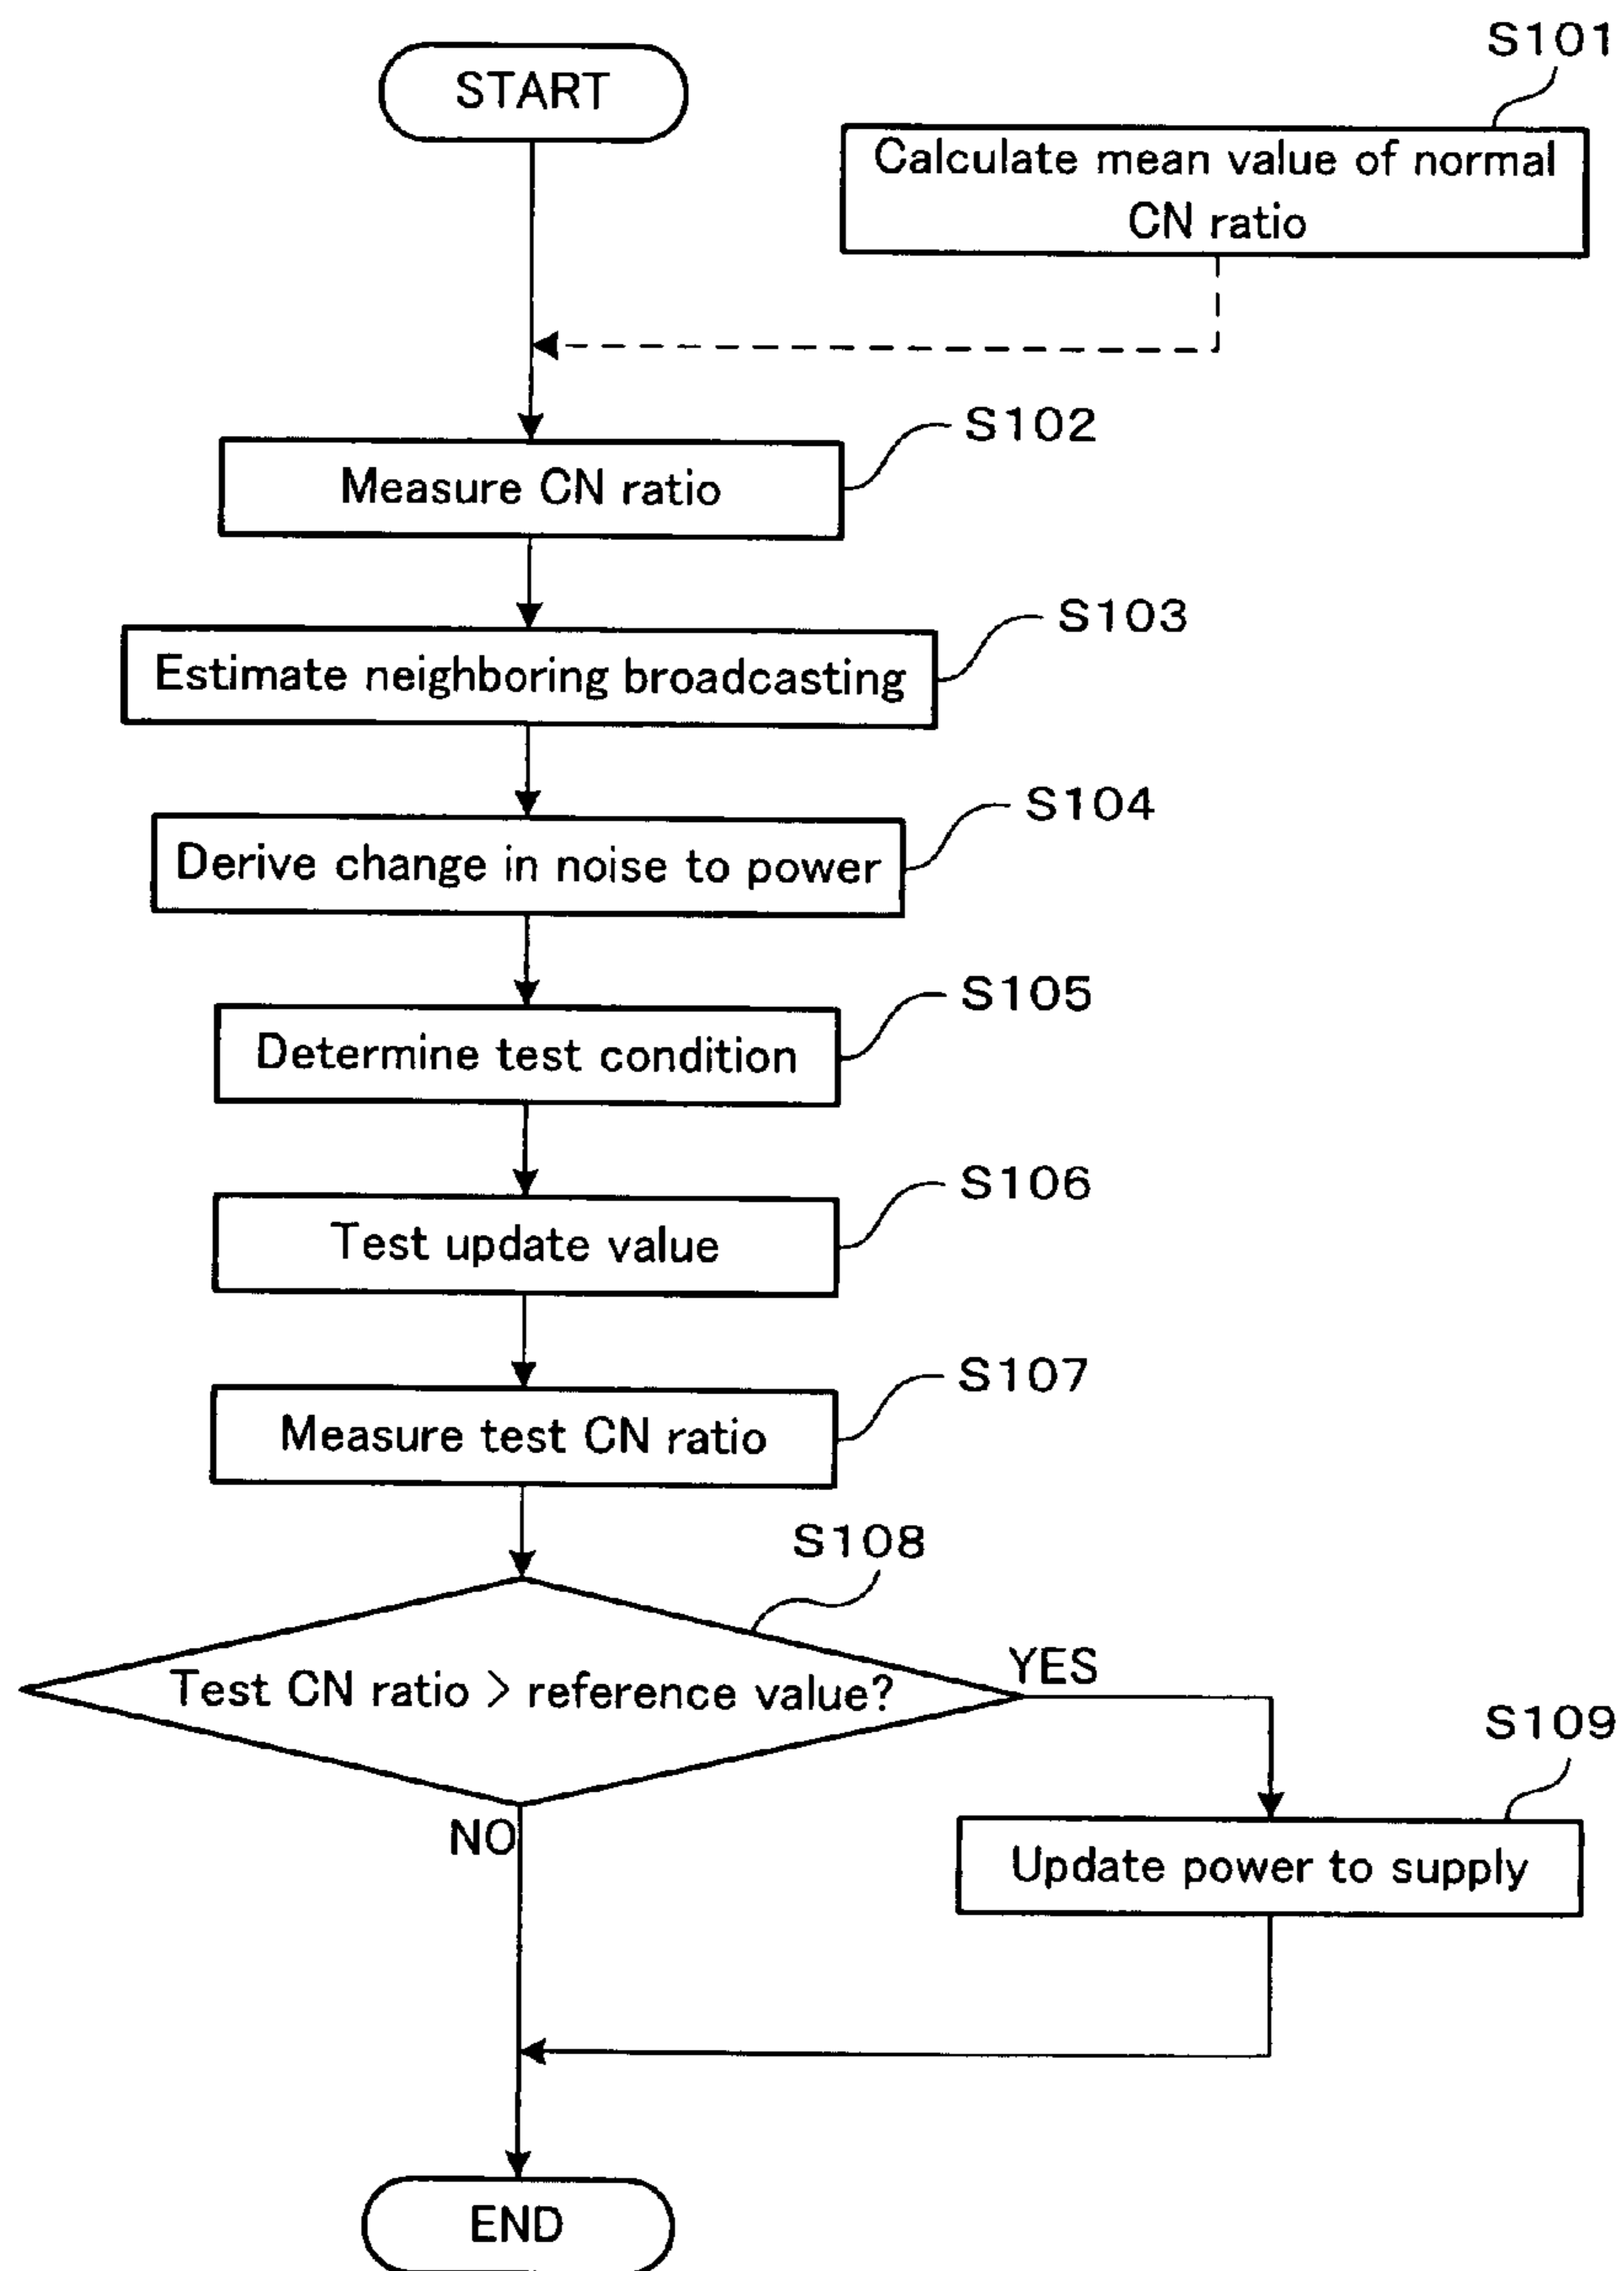 START
S101
Calculate mean value of normal
CN ratio
S102
Measure CN ratio
S103
Estimate neighboring broadcasting
S104
Derive change in noise to power
S105
Determine test condition
S106
Test update value
S107
Measure test CN ratio
S108
Test CN ratio > reference value?
YES
S109
NO
Update power to supply
END